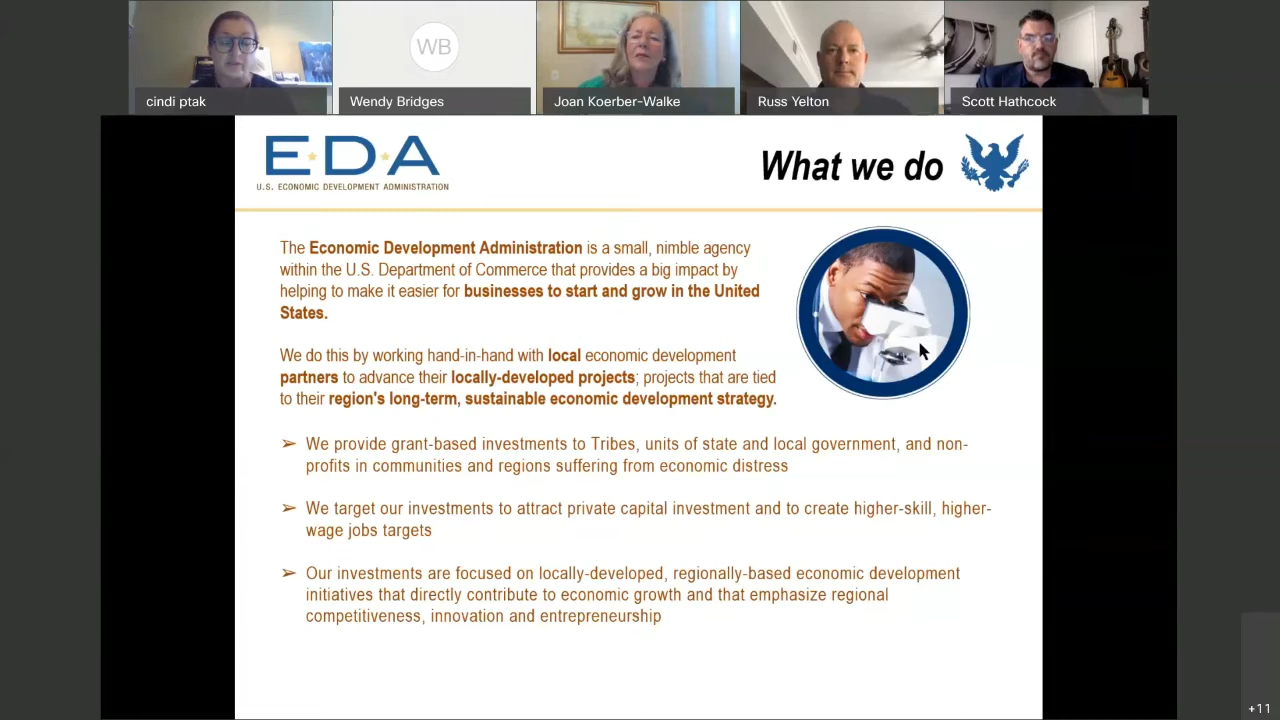 WB
cindi ptak
Wendy Bridges
Joan Koerber-Walke
Russ Yelton
Scott Hathcock
EDA
U.S. ECONOMIC DEVELOPMENT ADMINISTRATION
What we do
The Economic Development Administration is a small, nimble agency
within the U.S. Department of Commerce that provides a big impact by
helping to make it easier for businesses to start and grow in the United
States.
We do this by working hand-in-hand with local economic development
partners to advance their locally-developed projects; projects that are tied
to their region's long-term, sustainable economic development strategy.
➢ We provide grant-based investments to Tribes, units of state and local government, and non-
profits in communities and regions suffering from economic distress
➢ We target our investments to attract private capital investment and to create higher-skill, higher-
wage jobs targets
➢ Our investments are focused on locally-developed, regionally-based economic development
initiatives that directly contribute to economic growth and that emphasize regional
competitiveness, innovation and entrepreneurship
+11